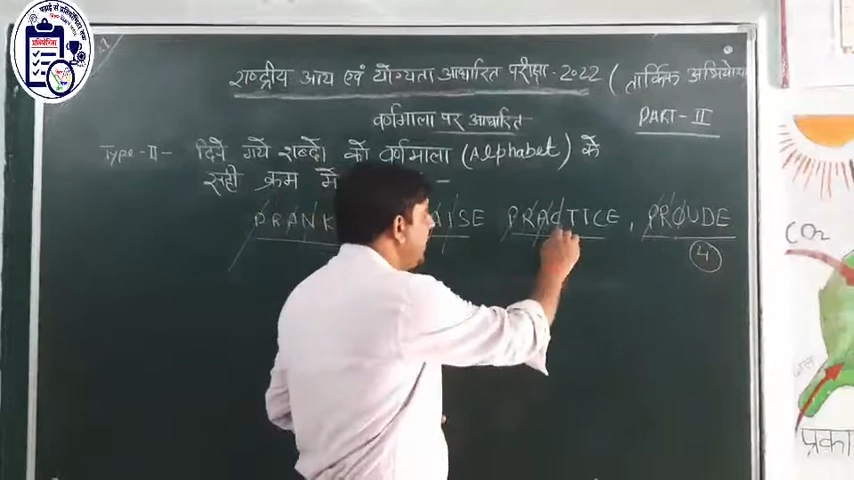 राष्ट्रीय आय एवं योग्यता आधारित परीक्षा-2022 (तार्किक अभियोग्य
वर्णमाला पर आधारित
PART-II
Type-II - दिये गये शब्दों को वर्णमाला (Alphabet) के
सही क्रम में
PRANK AISE PRACTICE, PROUDE
4
CO2
प्रका